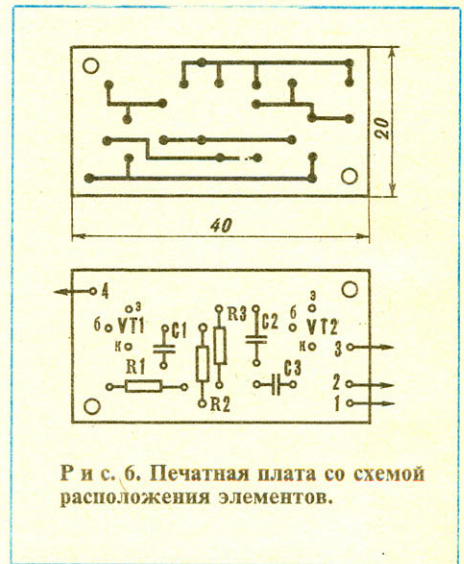 20
40
4
э
б VT1
к
C1
R1
R3
R2
C2
C3
э
б VT2
к
3
2
1
Р и с. 6. Печатная плата со схемой
расположения элементов.